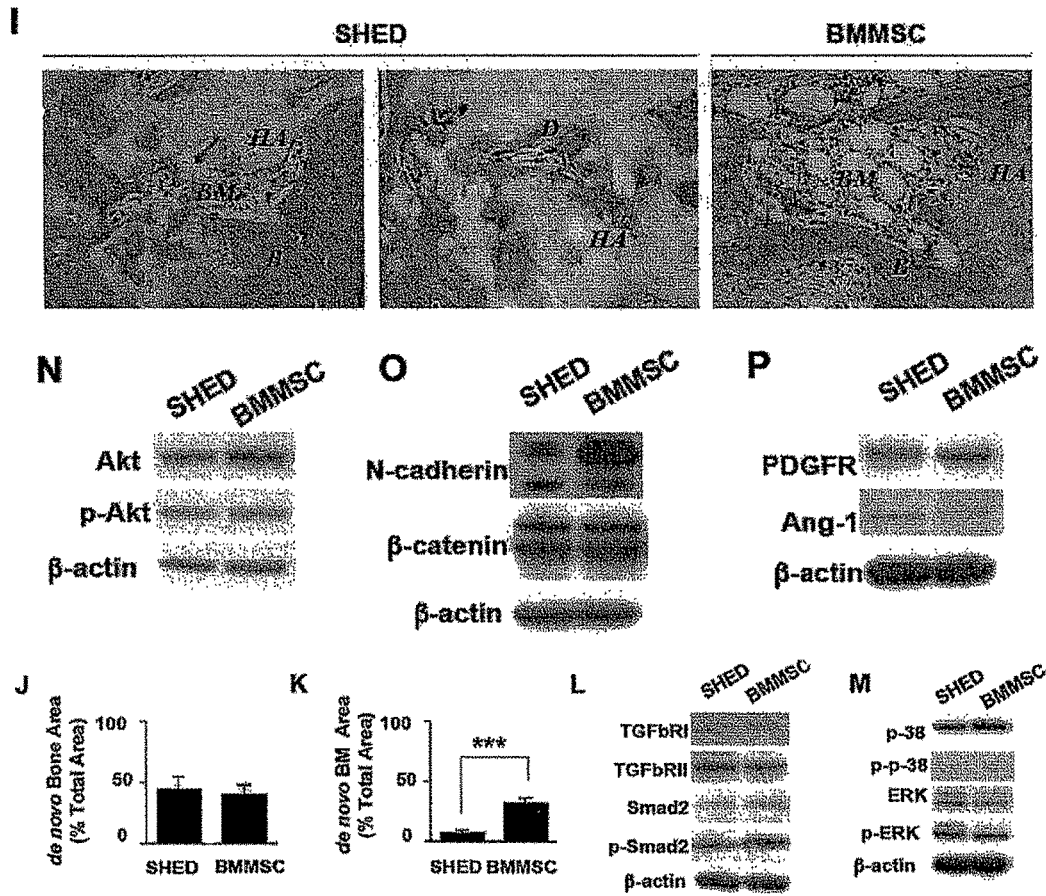 I
SHED
BMMSC
HA
BM
B
D
HA
BM
HA
B
N
SHED
BMMSC
Akt
p-Akt
β-actin
O
SHED
BMMSC
N-cadherin
β-catenin
β-actin
P
SHED
BMMSC
PDGFR
Ang-1
β-actin
J
de novo Bone Area
(% Total Area)
100
50
0
SHED BMMSC
K
de novo BM Area
(% Total Area)
100
50
0
***
SHED BMMSC
L
SHED
BMMSC
TGFbRI
TGFbRII
Smad2
p-Smad2
β-actin
M
SHED
BMMSC
p-38
p-p-38
ERK
p-ERK
β-actin